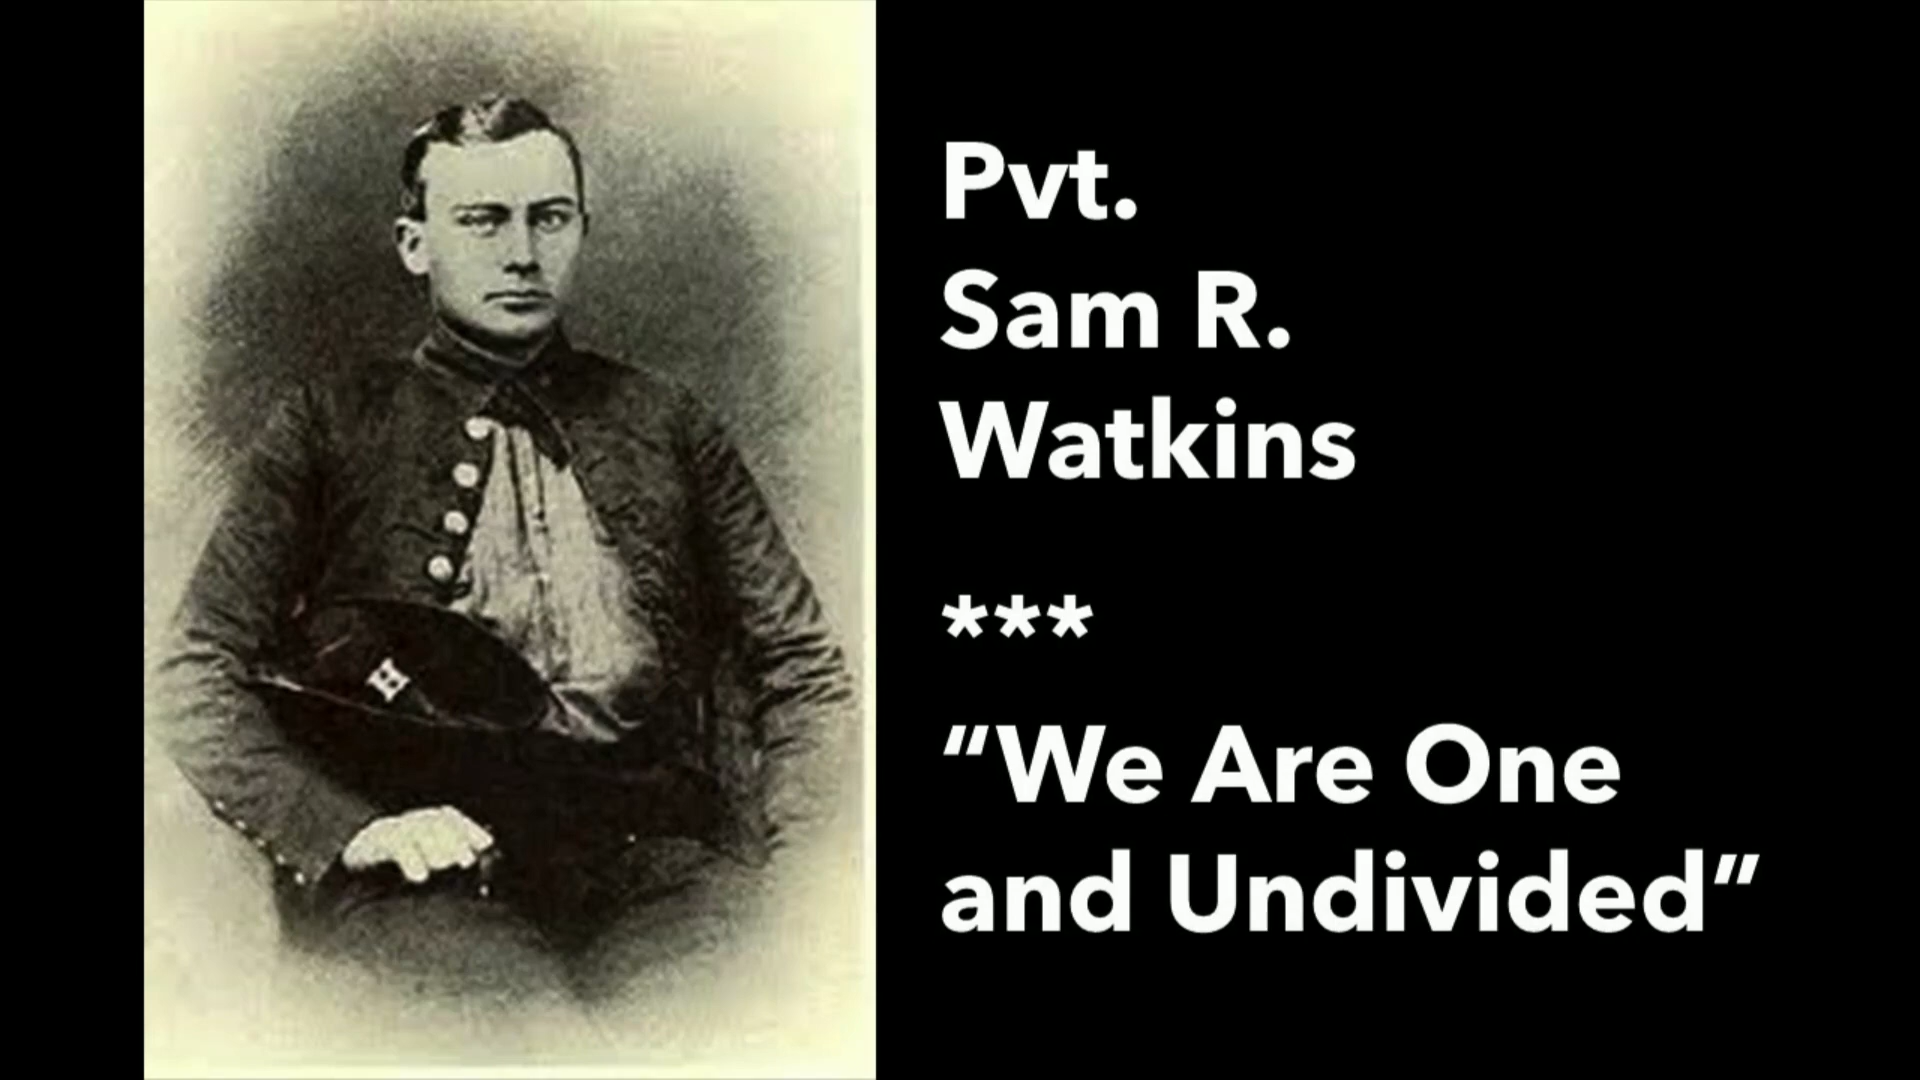 Pvt.
Sam R.
Watkins
***
“We Are One
and Undivided”
H